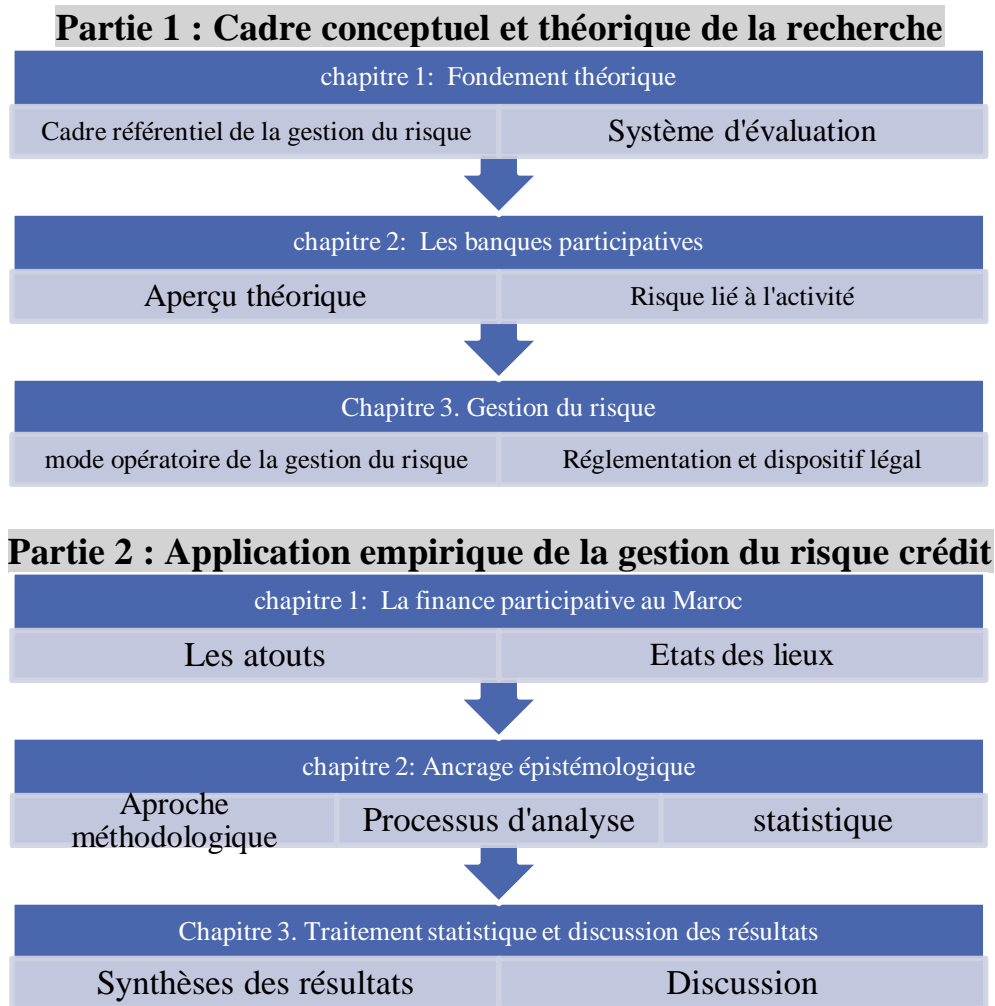 Partie 1 : Cadre conceptuel et théorique de la recherche
chapitre 1: Fondement théorique
Cadre référentiel de la gestion du risque
Système d'évaluation
chapitre 2: Les banques participatives
Aperçu théorique
Risque lié à l'activité
Chapitre 3. Gestion du risque
mode opératoire de la gestion du risque
Réglementation et dispositif légal
Partie 2 : Application empirique de la gestion du risque crédit
chapitre 1: La finance participative au Maroc
Les atouts
Etats des lieux
chapitre 2: Ancrage épistémologique
Aproche
méthodologique
Processus d'analyse
statistique
Chapitre 3. Traitement statistique et discussion des résultats
Synthèses des résultats
Discussion